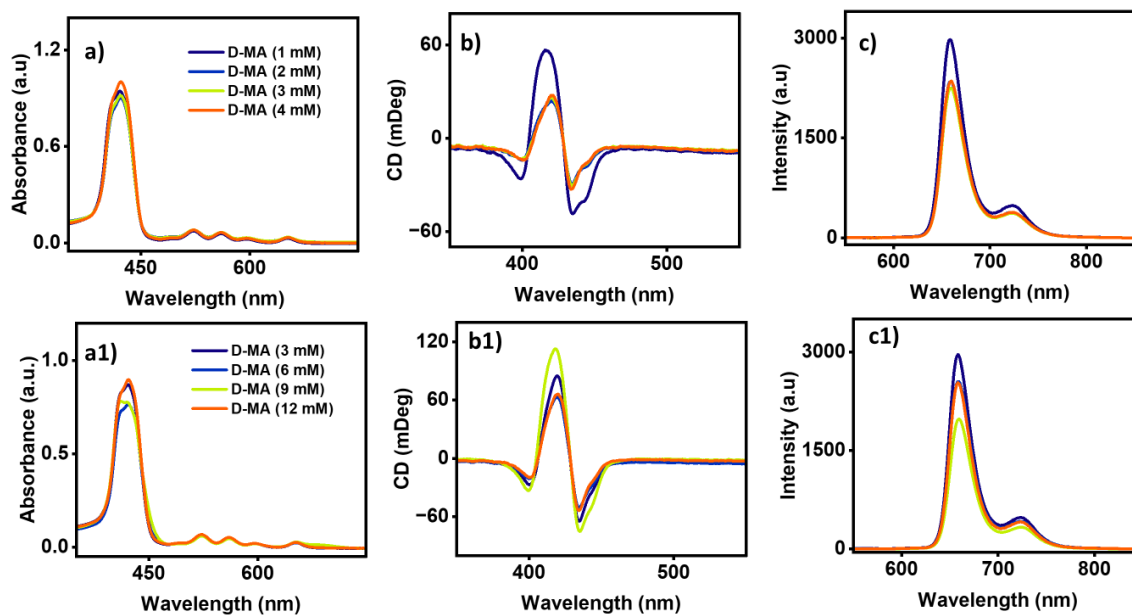 a)
D-MA (1 mM)
D-MA (2 mM)
D-MA (3 mM)
D-MA (4 mM)
1.2
0.6
0.0
Absorbance (a.u)
450 600
Wavelength (nm)
b)
60
0
−60
CD (mDeg)
400 500
Wavelength (nm)
c)
3000
1500
0
Intensity (a.u)
600 700 800
Wavelength (nm)
a1)
D-MA (3 mM)
D-MA (6 mM)
D-MA (9 mM)
D-MA (12 mM)
1.0
0.5
0.0
Absorbance (a.u.)
450 600
Wavelength (nm)
b1)
120
60
0
−60
CD (mDeg)
400 500
Wavelength (nm)
c1)
3000
1500
0
Intensity (a.u)
600 700 800
Wavelength (nm)